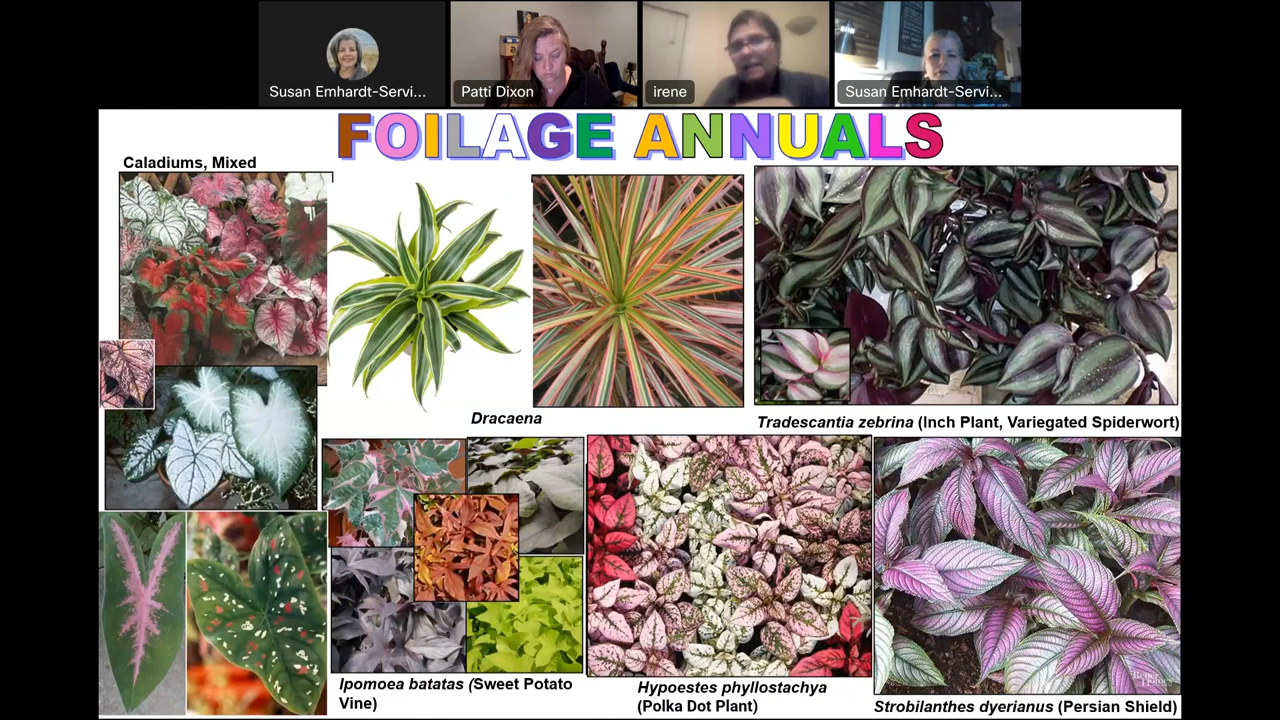 Susan Emhardt-Servi...
Patti Dixon
irene
Susan Emhardt-Servi...
FOILAGE ANNUALS
Caladiums, Mixed
Dracaena
Tradescantia zebrina (Inch Plant, Variegated Spiderwort)
Ipomoea batatas (Sweet Potato
Vine)
Hypoestes phyllostachya
(Polka Dot Plant)
Strobilanthes dyerianus (Persian Shield)